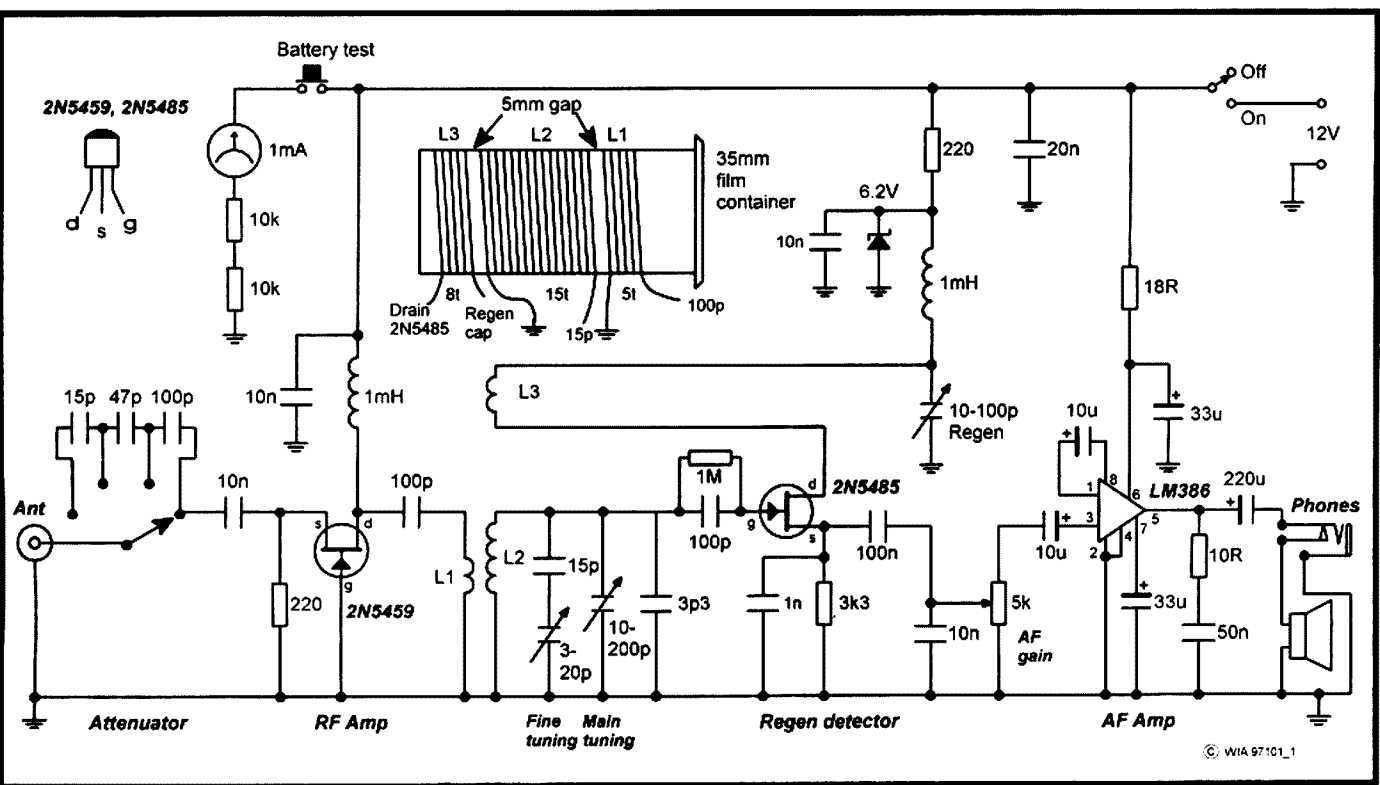 Battery test
Off
On
12V
2N5459, 2N5485
d
s
g
1mA
10k
10k
5mm gap
L3
L2
L1
35mm
film
container
8t
15t
5t
Drain
2N5485
Regen
cap
15p
100p
220
20n
6.2V
10n
1mH
18R
10n
1mH
L3
10-100p
Regen
10u
33u
15p
47p
100p
Ant
10n
100p
s
d
g
220
2N5459
L1
L2
15p
3-
20p
10-
200p
3p3
1M
100p
g
d
s
2N5485
1n
3k3
100n
10n
5k
AF
gain
10u
1
8
6
3
2
4
7
5
LM386
33u
220u
10R
50n
Phones
Attenuator
RF Amp
Fine
tuning
Main
tuning
Regen detector
AF Amp
© WIA 97101_1